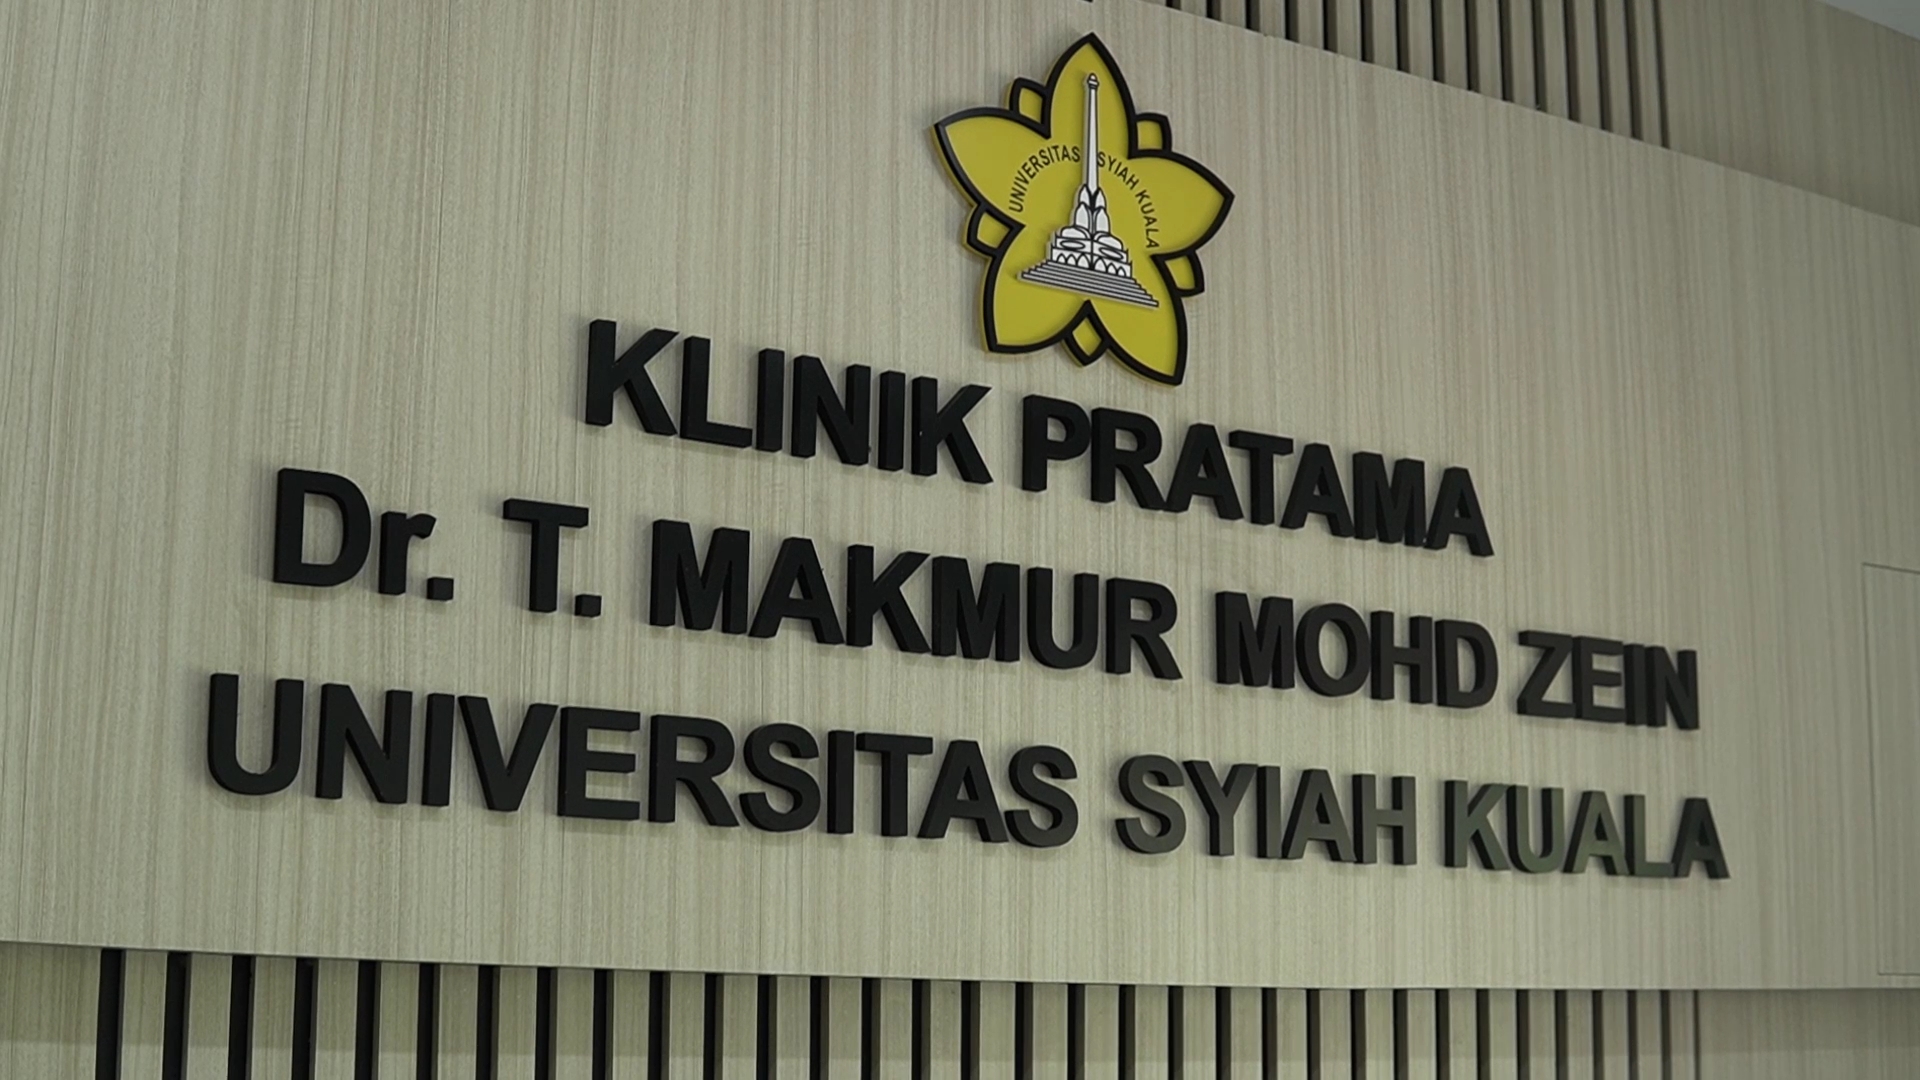 UNIVERSITAS SYIAH KUALA
KLINIK PRATAMA
Dr. T. MAKMUR MOHD ZEIN
UNIVERSITAS SYIAH KUALA